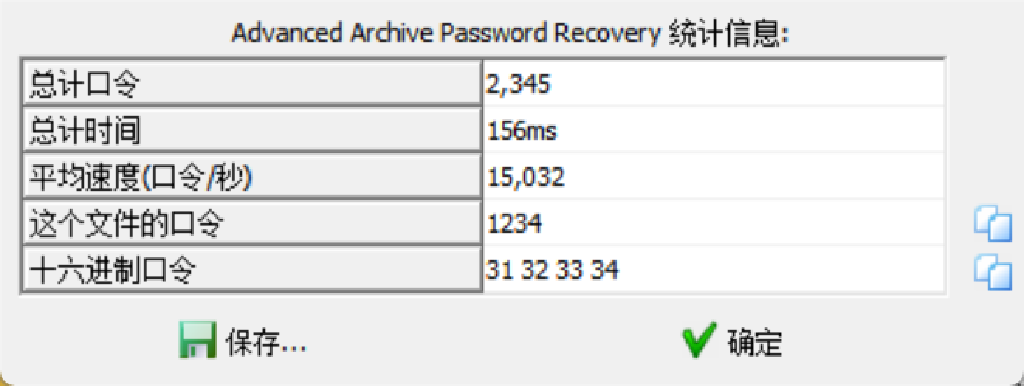 Advanced Archive Password Recovery 统计信息:
总计口令 2,345
总计时间 156ms
平均速度(口令/秒) 15,032
这个文件的口令 1234
十六进制口令 31 32 33 34
保存... 确定